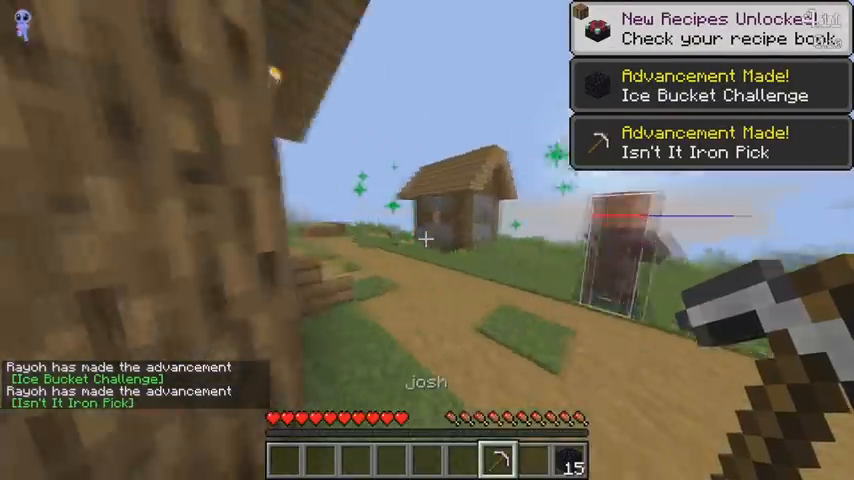 New Recipes Unlocked!
Check your recipe book
Advancement Made!
Ice Bucket Challenge
Advancement Made!
Isn't It Iron Pick
Rayoh has made the advancement
[Ice Bucket Challenge]
Rayoh has made the advancement
[Isn't It Iron Pick]
josh
15